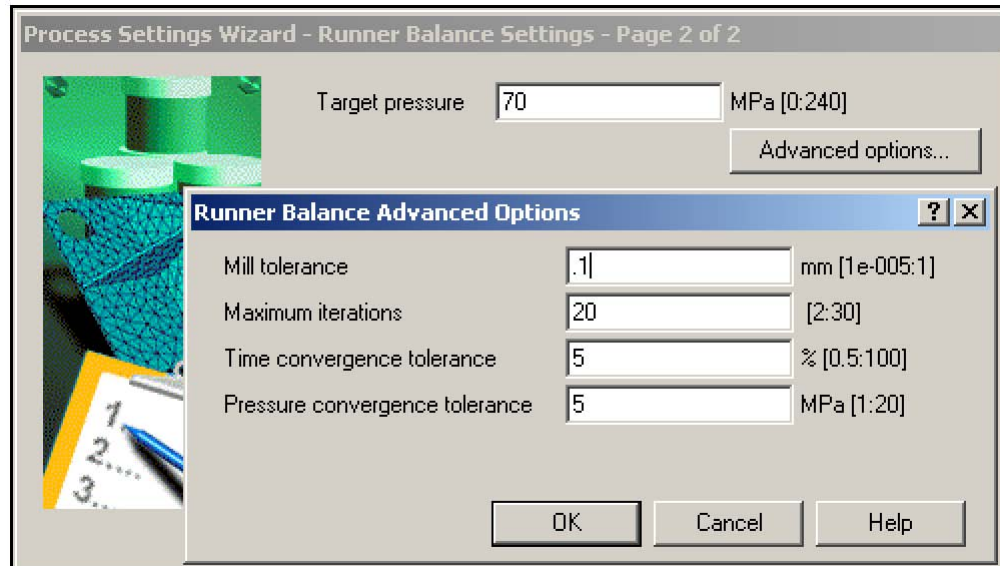 Process Settings Wizard - Runner Balance Settings - Page 2 of 2
Target pressure 70 MPa [0:240]
Advanced options...
Runner Balance Advanced Options
Mill tolerance .1 mm [1e-005:1]
Maximum iterations 20 [2:30]
Time convergence tolerance 5 % [0.5:100]
Pressure convergence tolerance 5 MPa [1:20]
1.
2....
3...
OK Cancel Help